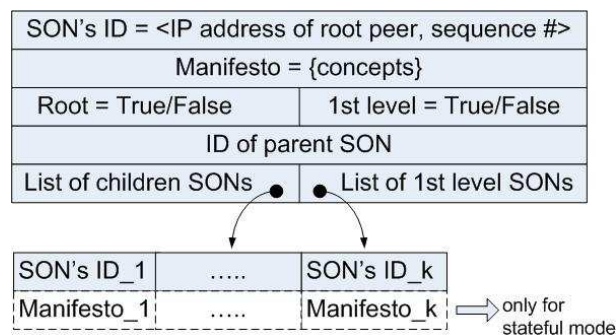 SON's ID = <IP address of root peer, sequence #>
Manifesto = {concepts}
Root = True/False 1st level = True/False
ID of parent SON
List of children SONs List of 1st level SONs
SON's ID_1 ..... SON's ID_k
Manifesto_1 ..... Manifesto_k only for
stateful mode